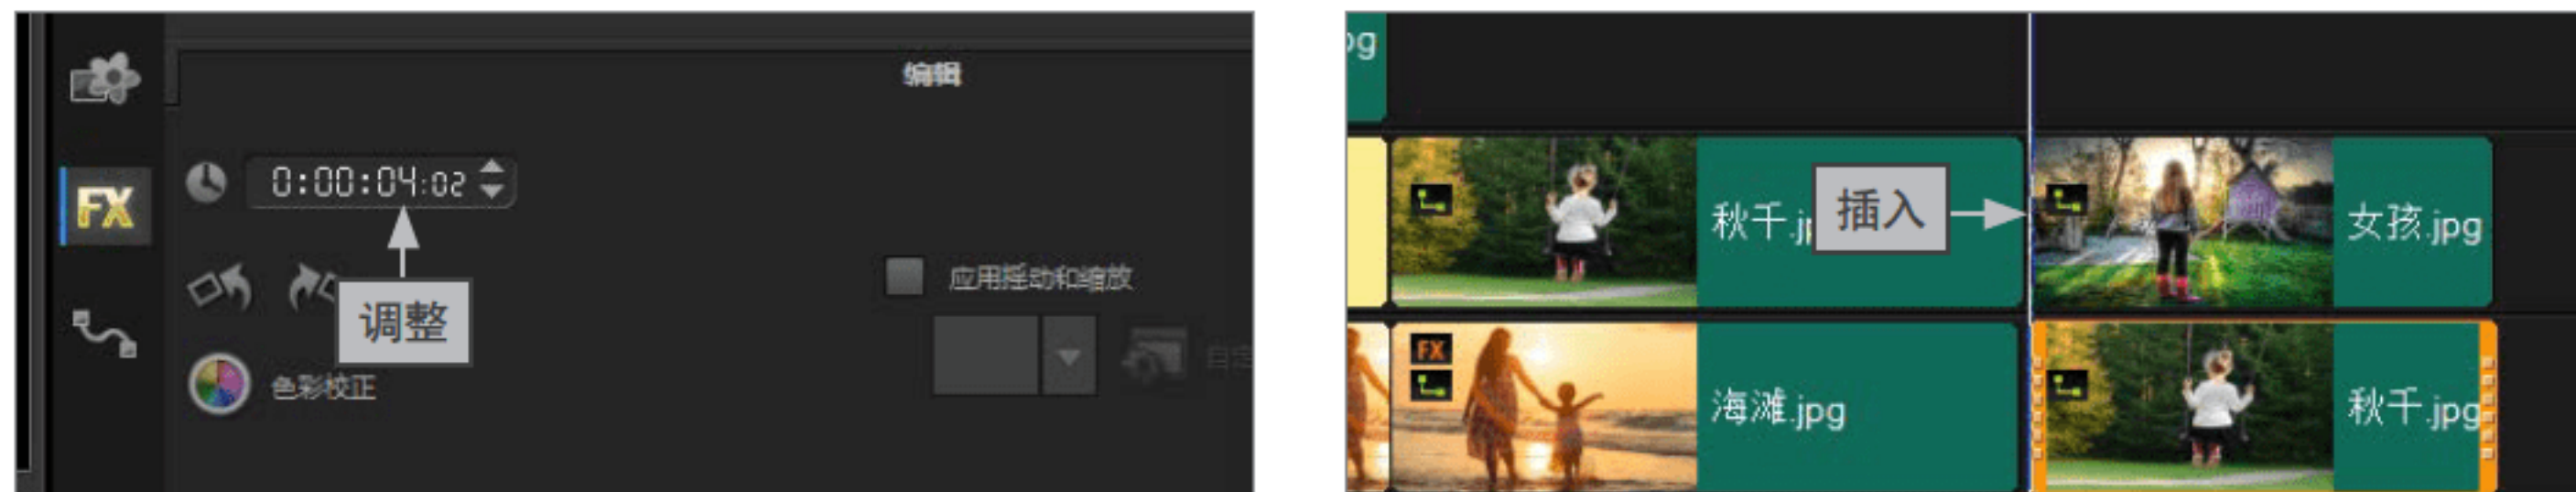 编辑
FX
0:00:04:02
调整
应用摇动和缩放
色彩校正
pg
秋千.j
插入
女孩.jpg
FX
海滩.jpg
秋千.jpg